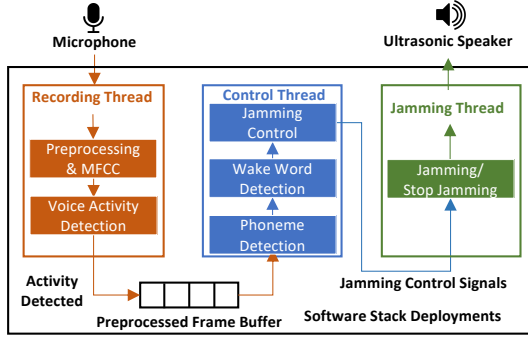 Microphone
Ultrasonic Speaker
Recording Thread
Preprocessing
& MFCC
Voice Activity
Detection
Control Thread
Jamming
Control
Wake Word
Detection
Phoneme
Detection
Jamming Thread
Jamming/
Stop Jamming
Activity
Detected
Preprocessed Frame Buffer
Jamming Control Signals
Software Stack Deployments